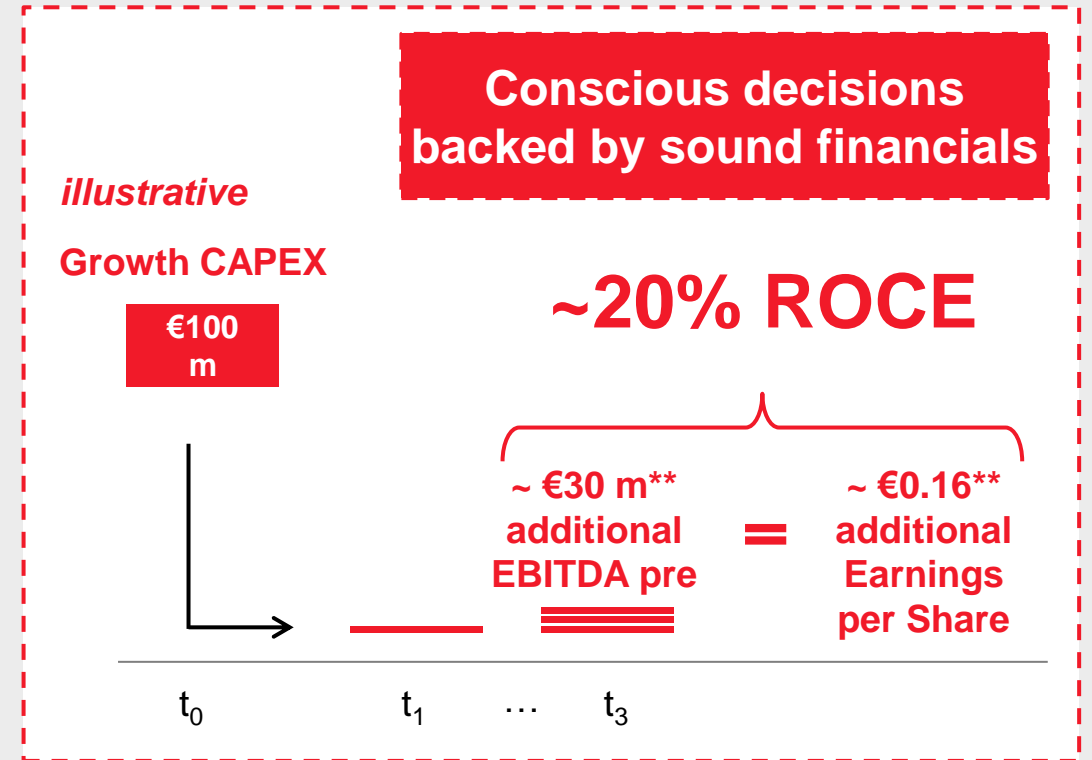 Conscious decisions
backed by sound financials
illustrative
Growth CAPEX
€100
m
~20% ROCE
~ €30 m**
additional
EBITDA pre
=
~ €0.16**
additional
Earnings
per Share
t0 t1 … t3